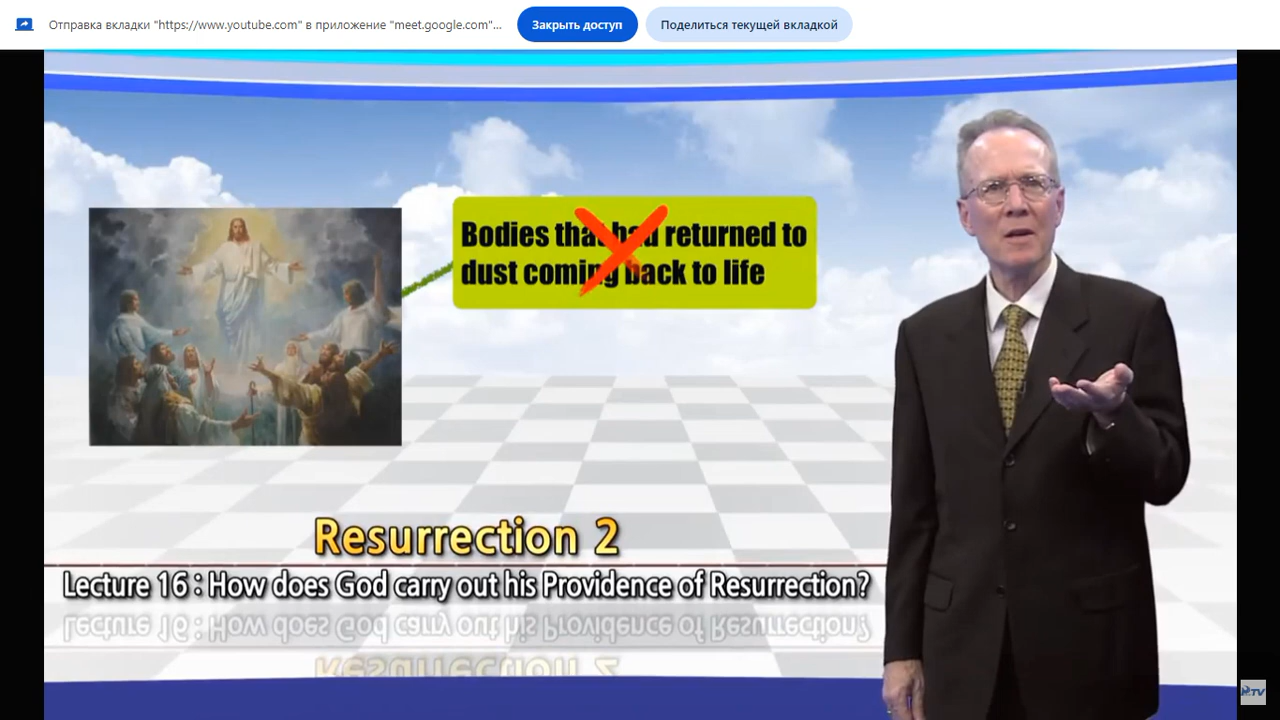 Отправка вкладки "https://www.youtube.com" в приложение "meet.google.com"...
Закрыть доступ
Поделиться текущей вкладкой
Bodies that had returned to
dust coming back to life
Resurrection 2
Lecture 16 : How does God carry out his Providence of Resurrection?